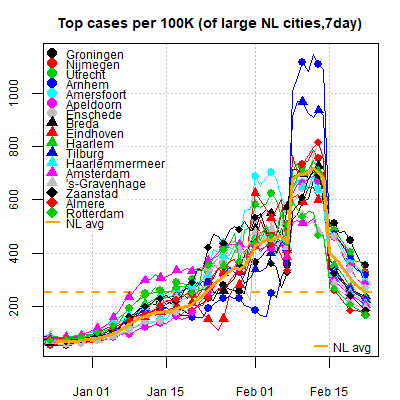 Top cases per 100K (of large NL cities,7day)
Groningen
Nijmegen
Utrecht
Arnhem
Amersfoort
Apeldoorn
Enschede
Breda
Eindhoven
Haarlem
Tilburg
Haarlemmermeer
Amsterdam
's-Gravenhage
Zaanstad
Almere
Rotterdam
NL avg
1000
800
600
400
200
NL avg
Jan 01
Jan 15
Feb 01
Feb 15